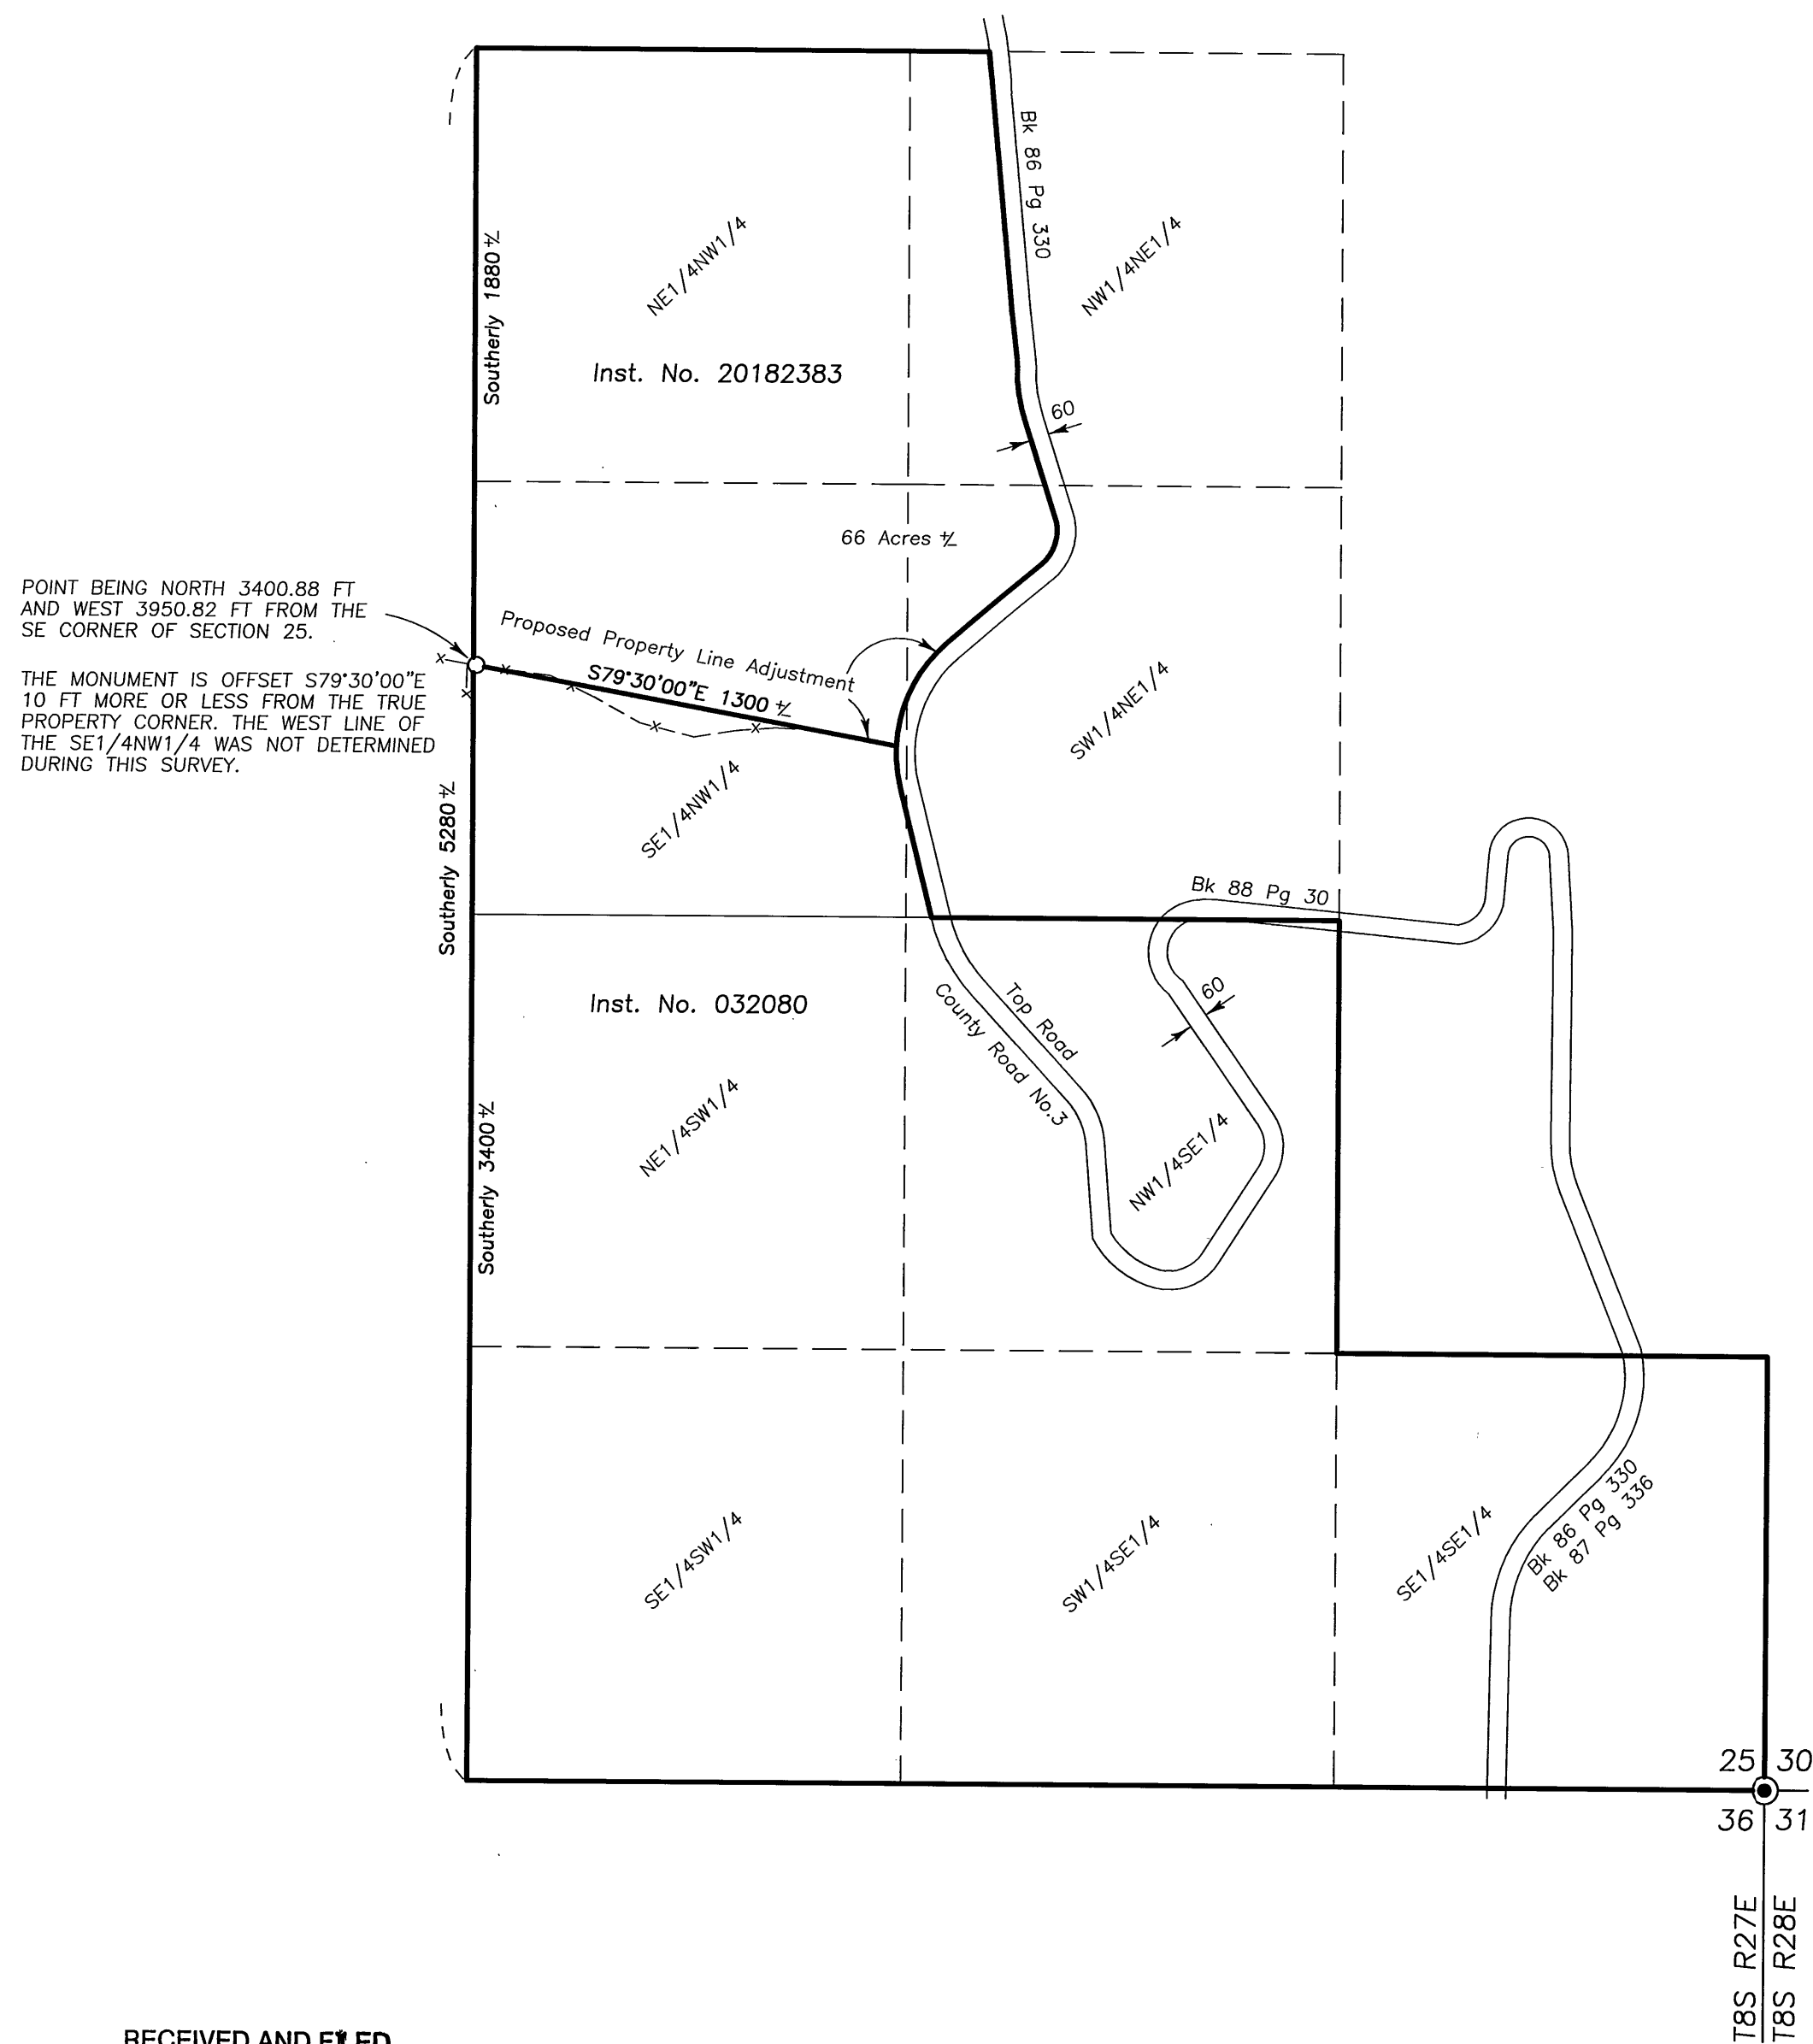 Bk 86 Pg 330
NE1/4NW1/4
NW1/4NE1/4
Southerly 1880 +/-
Inst. No. 20182383
60
66 Acres +/-
POINT BEING NORTH 3400.88 FT
AND WEST 3950.82 FT FROM THE
SE CORNER OF SECTION 25.
THE MONUMENT IS OFFSET S79°30'00"E
10 FT MORE OR LESS FROM THE TRUE
PROPERTY CORNER. THE WEST LINE OF
THE SE1/4NW1/4 WAS NOT DETERMINED
DURING THIS SURVEY.
Proposed Property Line Adjustment
S79°30'00"E 1300 +/-
SW1/4NE1/4
SE1/4NW1/4
Southerly 5280 +/-
Bk 88 Pg 30
Inst. No. 032080
60
Top Road
County Road No.3
NE1/4SW1/4
NW1/4SE1/4
Southerly 3400 +/-
SE1/4SW1/4
SW1/4SE1/4
SE1/4SE1/4
Bk 86 Pg 330
Bk 87 Pg 336
25 30
36 31
T8S R27E
T8S R28E
RECEIVED AND FILED